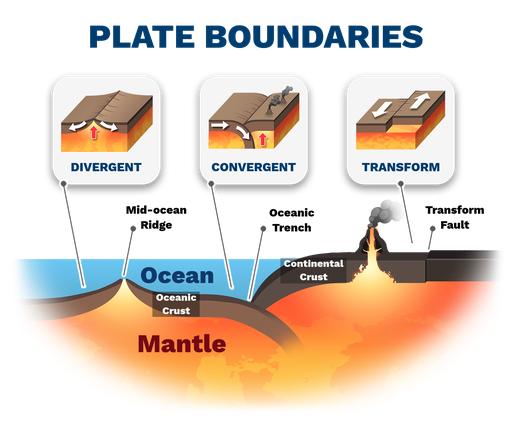 PLATE BOUNDARIES
DIVERGENT
CONVERGENT
TRANSFORM
Mid-ocean
Ridge
Oceanic
Trench
Transform
Fault
Ocean
Continental
Crust
Oceanic
Crust
Mantle